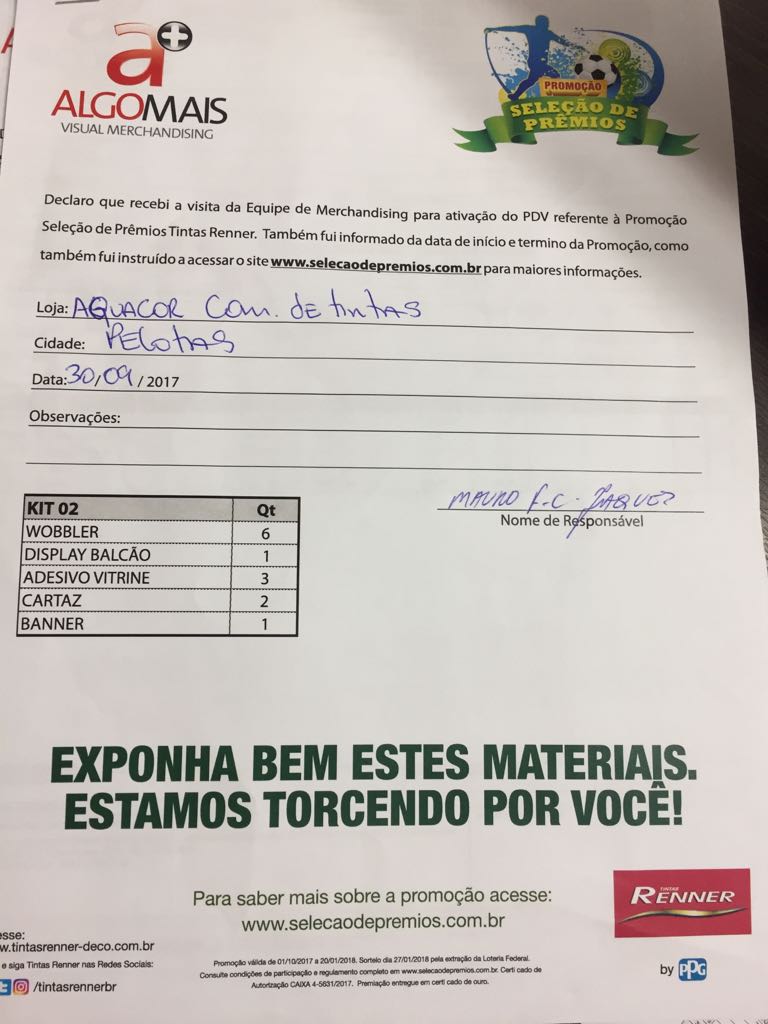 a+
ALGOMAIS
VISUAL MERCHANDISING
PROMOÇÃO
SELEÇÃO DE
PRÊMIOS
Declaro que recebi a visita da Equipe de Merchandising para ativação do PDV referente à Promoção
Seleção de Prêmios Tintas Renner. Também fui informado da data de início e termino da Promoção, como
também fui instruído a acessar o site www.selecaodepremios.com.br para maiores informações.
Loja: AQUACOR COM. DE TINTAS
Cidade: PELOTAS
Data: 30/09/2017
Observações:
MAURO F.C. JAQUEZ
Nome de Responsável
KIT 02 Qt
WOBBLER 6
DISPLAY BALCÃO 1
ADESIVO VITRINE 3
CARTAZ 2
BANNER 1
EXPONHA BEM ESTES MATERIAIS.
ESTAMOS TORCENDO POR VOCÊ!
Para saber mais sobre a promoção acesse:
www.selecaodepremios.com.br
TINTAS
RENNER
by PPG
esse:
w.tintasrenner-deco.com.br
e siga Tintas Renner nas Redes Sociais:
/tintasrennerbr
Promoção válida de 01/10/2017 a 20/01/2018. Sorteio dia 27/01/2018 pela extração da Loteria Federal.
Consulte condições de participação e regulamento completo em www.selecaodepremios.com.br. Certi cado de
Autorização CAIXA 4-5631/2017. Premiação entregue em certi cado de ouro.